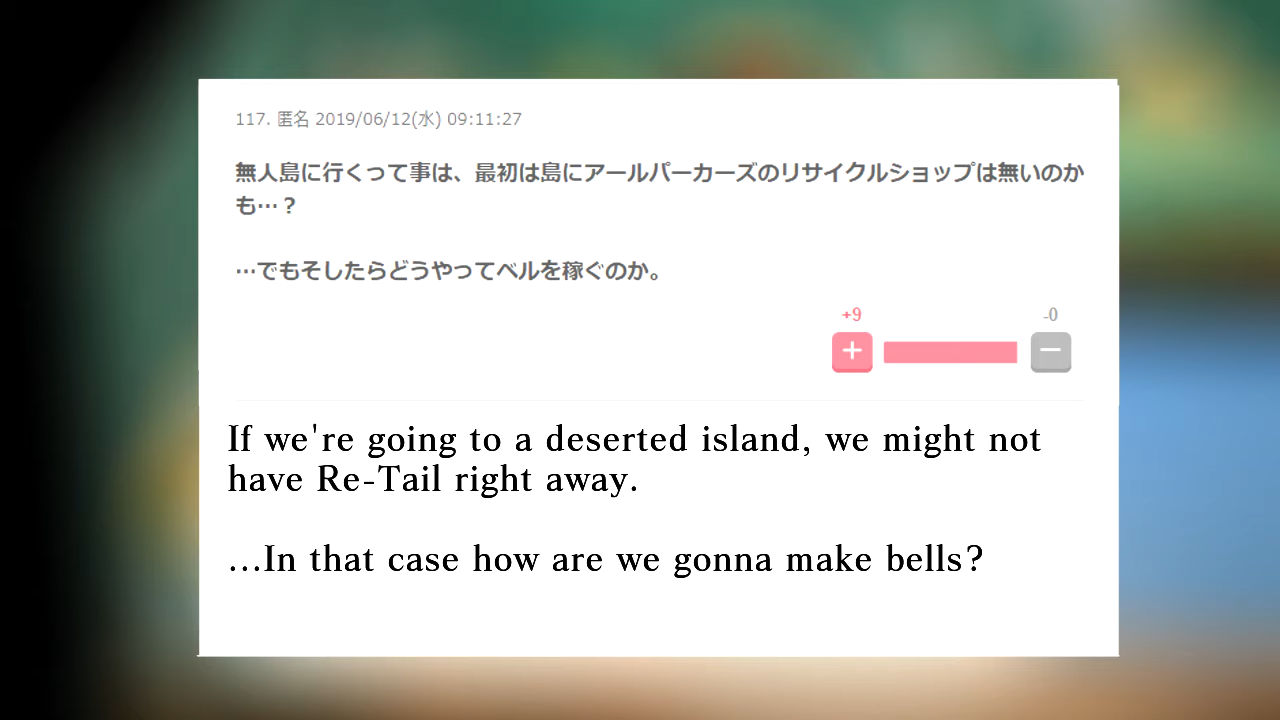 117. 匿名 2019/06/12(水) 09:11:27
無人島に行くって事は、最初は島にアールパーカーズのリサイクルショップは無いのか
も…？
…でもそしたらどうやってベルを稼ぐのか。
+9 -0
+ −
If we're going to a deserted island, we might not
have Re-Tail right away.
...In that case how are we gonna make bells?